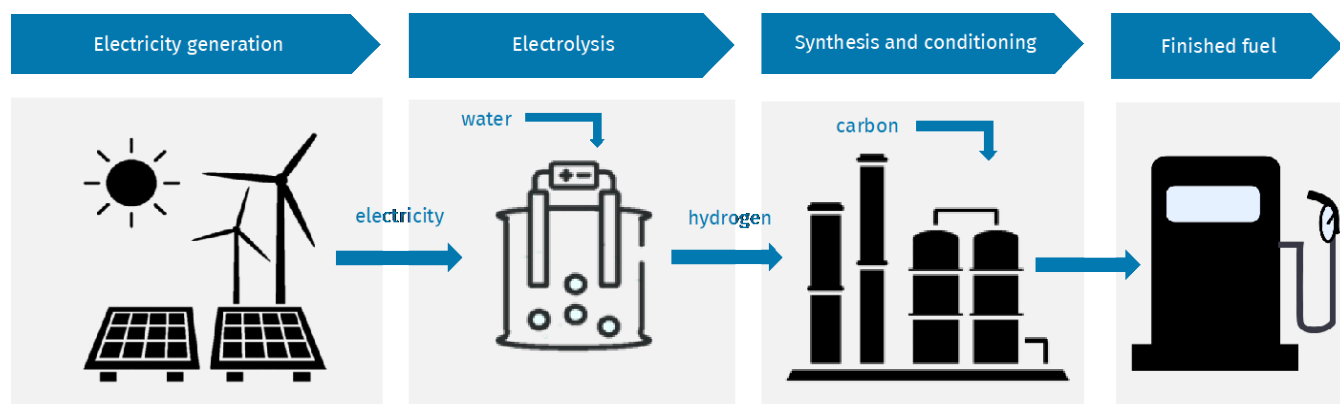 Electricity generation
Electrolysis
Synthesis and conditioning
Finished fuel
water
carbon
electricity
hydrogen
+ -